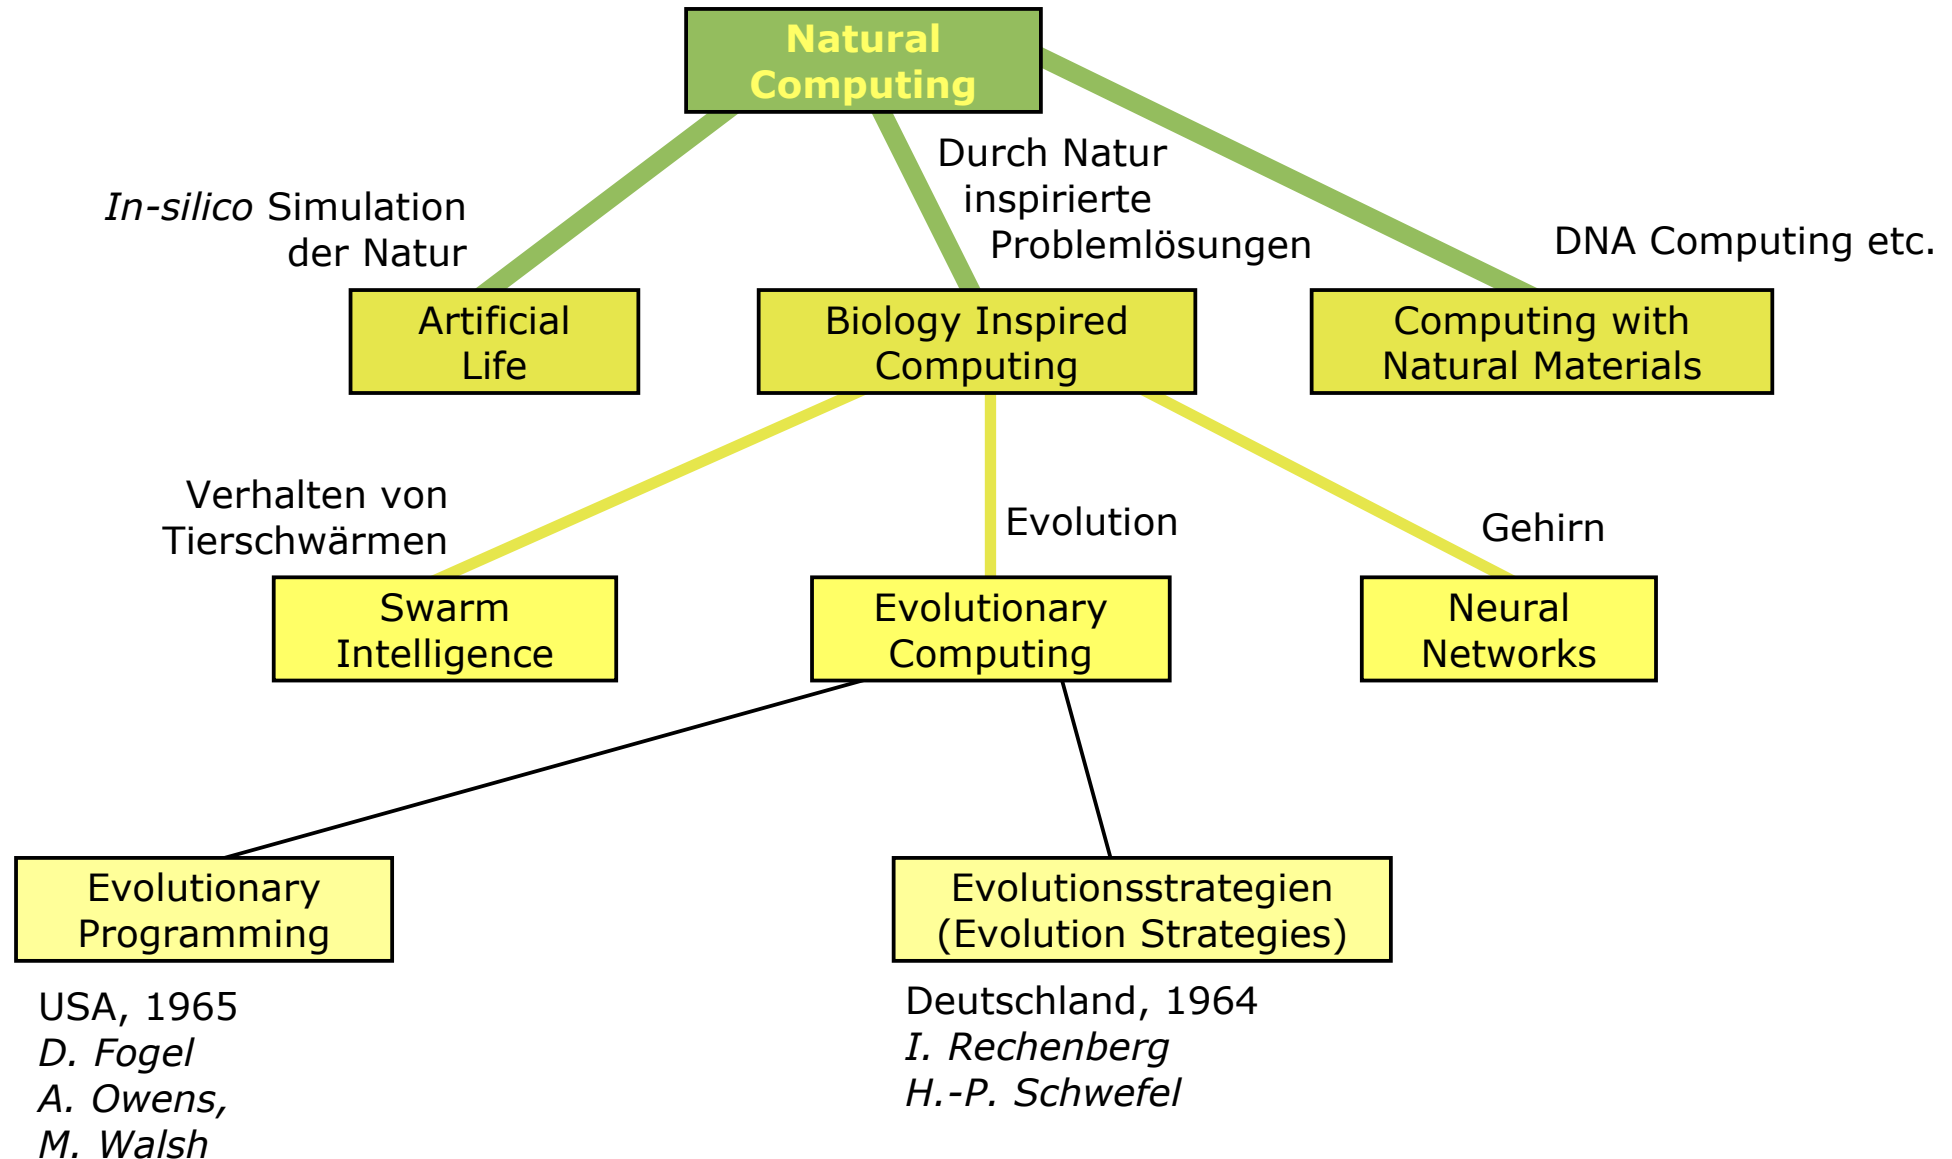 Natural
Computing
In-silico Simulation
der Natur
Durch Natur
inspirierte
Problemlösungen
DNA Computing etc.
Artificial
Life
Biology Inspired
Computing
Computing with
Natural Materials
Verhalten von
Tierschwärmen
Evolution
Gehirn
Swarm
Intelligence
Evolutionary
Computing
Neural
Networks
Evolutionary
Programming
Evolutionsstrategien
(Evolution Strategies)
USA, 1965
D. Fogel
A. Owens,
M. Walsh
Deutschland, 1964
I. Rechenberg
H.-P. Schwefel